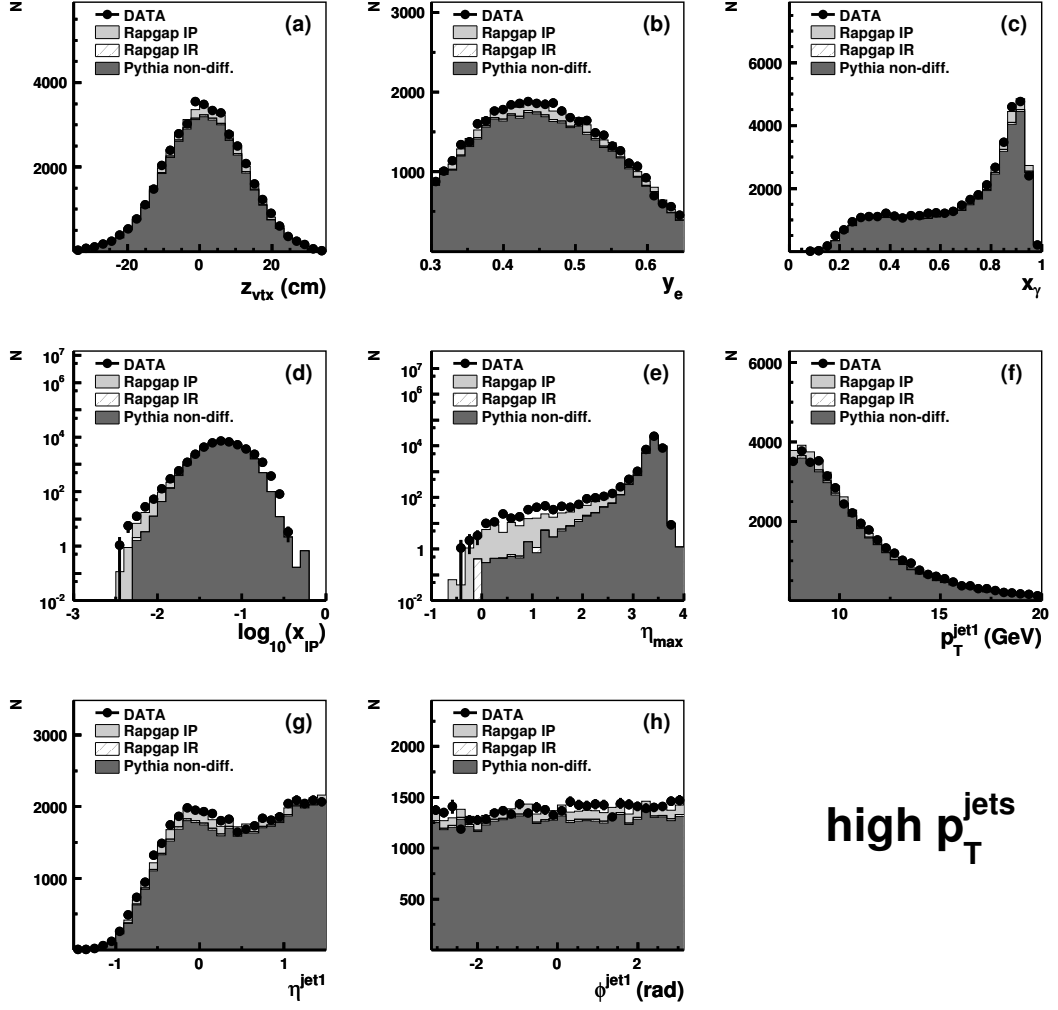 N
DATA
Rapgap IP
Rapgap IR
Pythia non-diff.
(a)
4000
2000
-20 0 20
z_vtx (cm)
N
DATA
Rapgap IP
Rapgap IR
Pythia non-diff.
(b)
3000
2000
1000
0.3 0.4 0.5 0.6
y_e
N
DATA
Rapgap IP
Rapgap IR
Pythia non-diff.
(c)
6000
4000
2000
0 0.2 0.4 0.6 0.8 1
x_γ
N
DATA
Rapgap IP
Rapgap IR
Pythia non-diff.
(d)
10^7
10^6
10^4
10^2
1
10^-2
-3 -2 -1 0
log_10(x_IP)
N
DATA
Rapgap IP
Rapgap IR
Pythia non-diff.
(e)
10^7
10^6
10^4
10^2
1
10^-2
-1 0 1 2 3 4
η_max
N
DATA
Rapgap IP
Rapgap IR
Pythia non-diff.
(f)
6000
4000
2000
10 15 20
p_T^jet1 (GeV)
N
DATA
Rapgap IP
Rapgap IR
Pythia non-diff.
(g)
3000
2000
1000
-1 0 1
η^jet1
N
DATA
Rapgap IP
Rapgap IR
Pythia non-diff.
(h)
2000
1500
1000
500
-2 0 2
φ^jet1 (rad)
high p_T^jets